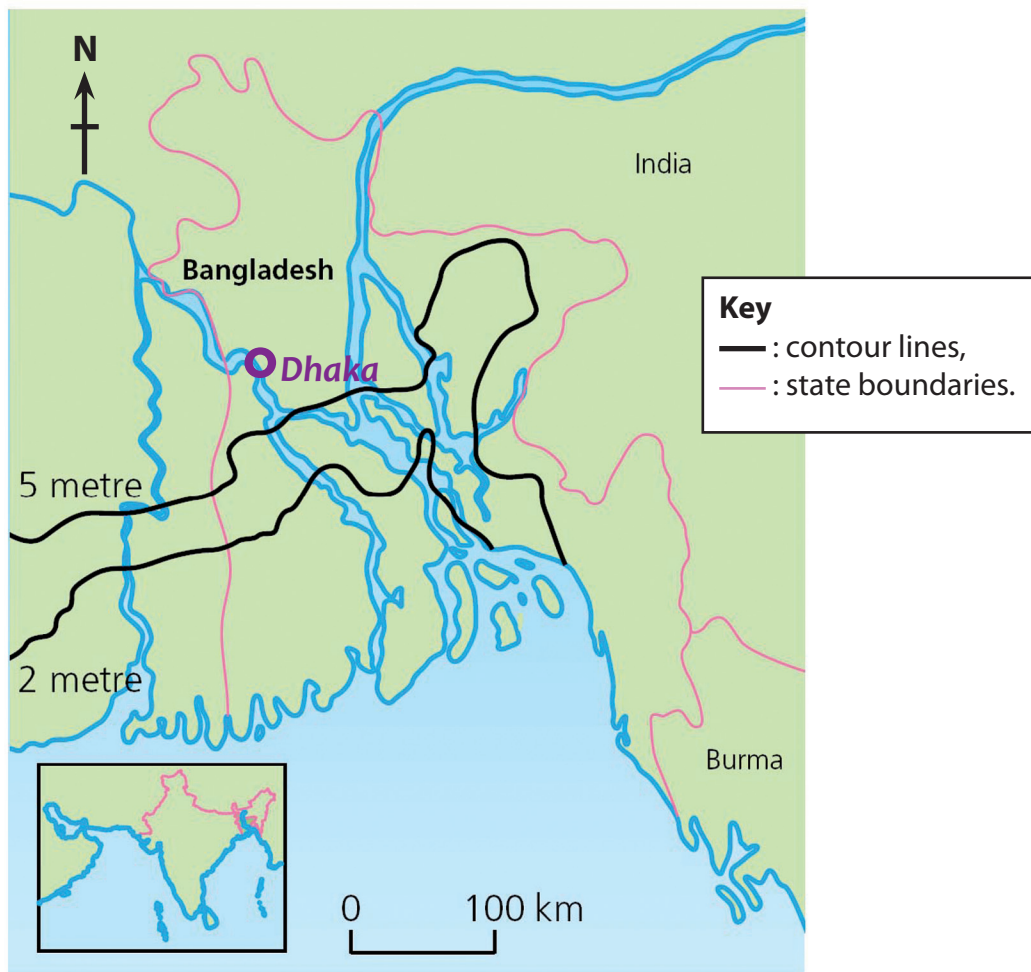 N
India
Bangladesh
Dhaka
Key
: contour lines,
: state boundaries.
5 metre
2 metre
Burma
0 100 km